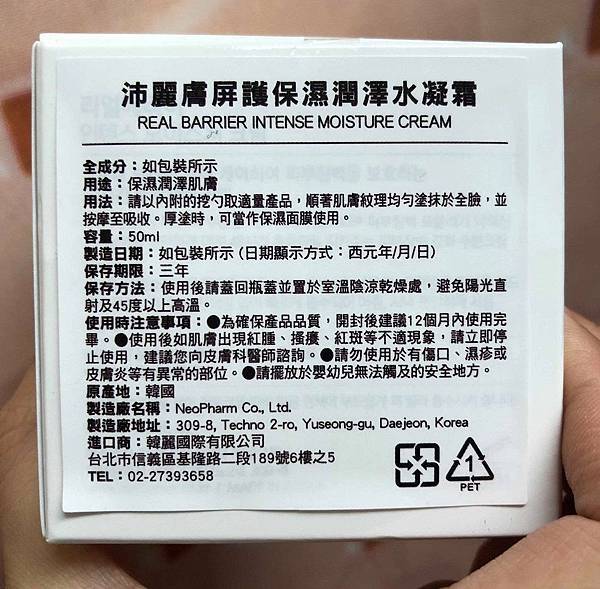 沛麗膚屏護保濕潤澤水凝霜
REAL BARRIER INTENSE MOISTURE CREAM
全成分：如包裝所示
用途：保濕潤澤肌膚
用法：請以內附的挖勺取適量產品，順著肌膚紋理均勻塗抹於全臉，並
按摩至吸收。厚塗時，可當作保濕面膜使用。
容量：50ml
製造日期：如包裝所示 (日期顯示方式：西元年/月/日)
保存期限：三年
保存方法：使用後請蓋回瓶蓋並置於室溫陰涼乾燥處，避免陽光直
射及45度以上高溫。
使用時注意事項：●為確保產品品質，開封後建議12個月內使用完
畢。●使用後如肌膚出現紅腫、搔癢、紅斑等不適現象，請立即停
止使用，建議您向皮膚科醫師諮詢。●請勿使用於有傷口、濕疹或
皮膚炎等有異常的部位。●請擺放於嬰幼兒無法觸及的安全地方。
原產地：韓國
製造廠名稱：NeoPharm Co., Ltd.
製造廠地址：309-8, Techno 2-ro, Yuseong-gu, Daejeon, Korea
進口商：韓麗國際有限公司
台北市信義區基隆路二段189號6樓之5
TEL：02-27393658
1
PET